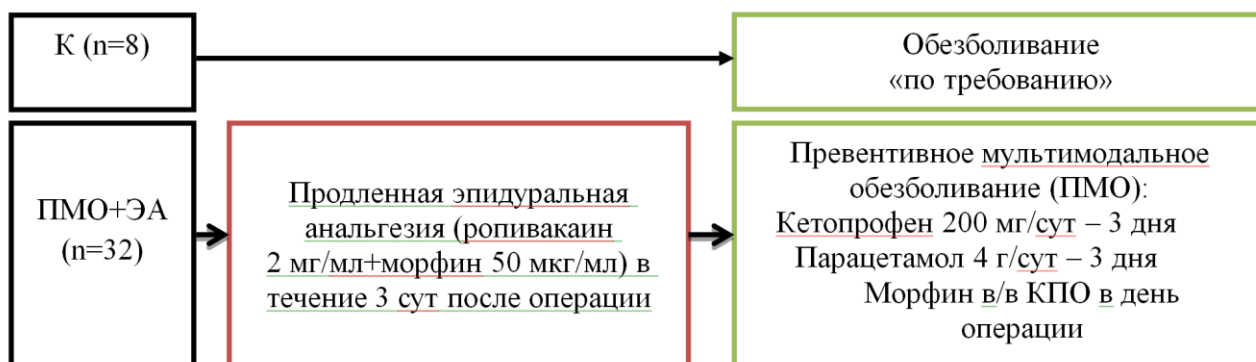 К (n=8)
Обезболивание
«по требованию»
ПМО+ЭА
(n=32)
Продленная эпидуральная
анальгезия (ропивакаин
2 мг/мл+морфин 50 мкг/мл) в
течение 3 сут после операции
Превентивное мультимодальное
обезболивание (ПМО):
Кетопрофен 200 мг/сут – 3 дня
Парацетамол 4 г/сут – 3 дня
Морфин в/в КПО в день
операции